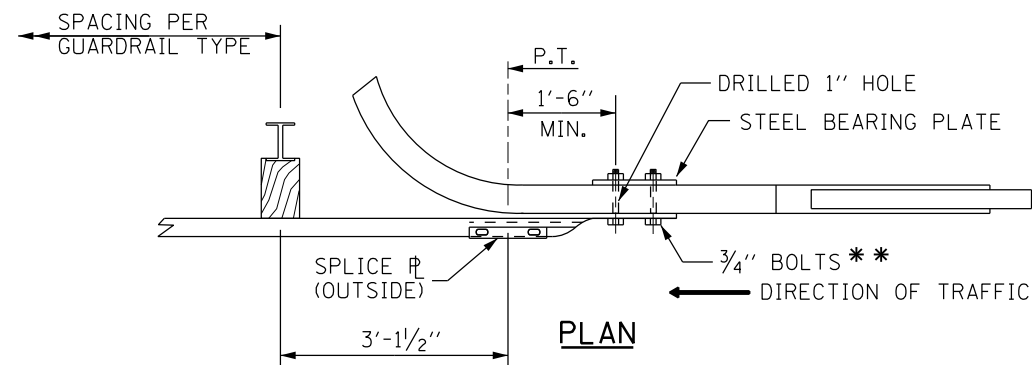 SPACING PER
GUARDRAIL TYPE
P.T.
1'-6"
MIN.
DRILLED 1" HOLE
STEEL BEARING PLATE
SPLICE ⅊
(OUTSIDE)
3/4" BOLTS **
DIRECTION OF TRAFFIC
3'-1 1/2"
PLAN